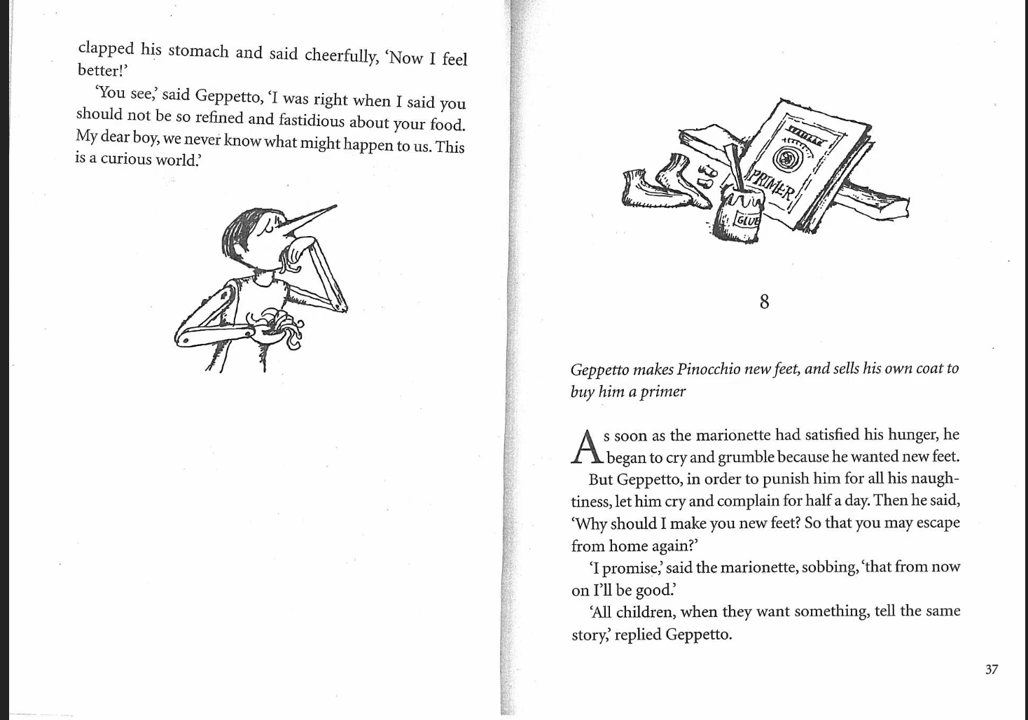 clapped his stomach and said cheerfully, ‘Now I feel
better!’
‘You see,’ said Geppetto, ‘I was right when I said you
should not be so refined and fastidious about your food.
My dear boy, we never know what might happen to us. This
is a curious world.’
PRIMER
GLUE
8
Geppetto makes Pinocchio new feet, and sells his own coat to
buy him a primer
As soon as the marionette had satisfied his hunger, he
began to cry and grumble because he wanted new feet.
But Geppetto, in order to punish him for all his naugh-
tiness, let him cry and complain for half a day. Then he said,
‘Why should I make you new feet? So that you may escape
from home again?’
‘I promise,’ said the marionette, sobbing, ‘that from now
on I’ll be good.’
‘All children, when they want something, tell the same
story,’ replied Geppetto.
37